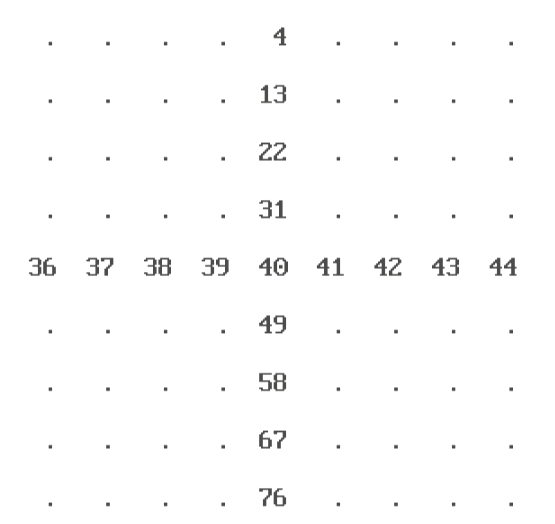 . . . . 4 . . . .
. . . . 13 . . . .
. . . . 22 . . . .
. . . . 31 . . . .
36 37 38 39 40 41 42 43 44
. . . . 49 . . . .
. . . . 58 . . . .
. . . . 67 . . . .
. . . . 76 . . . .